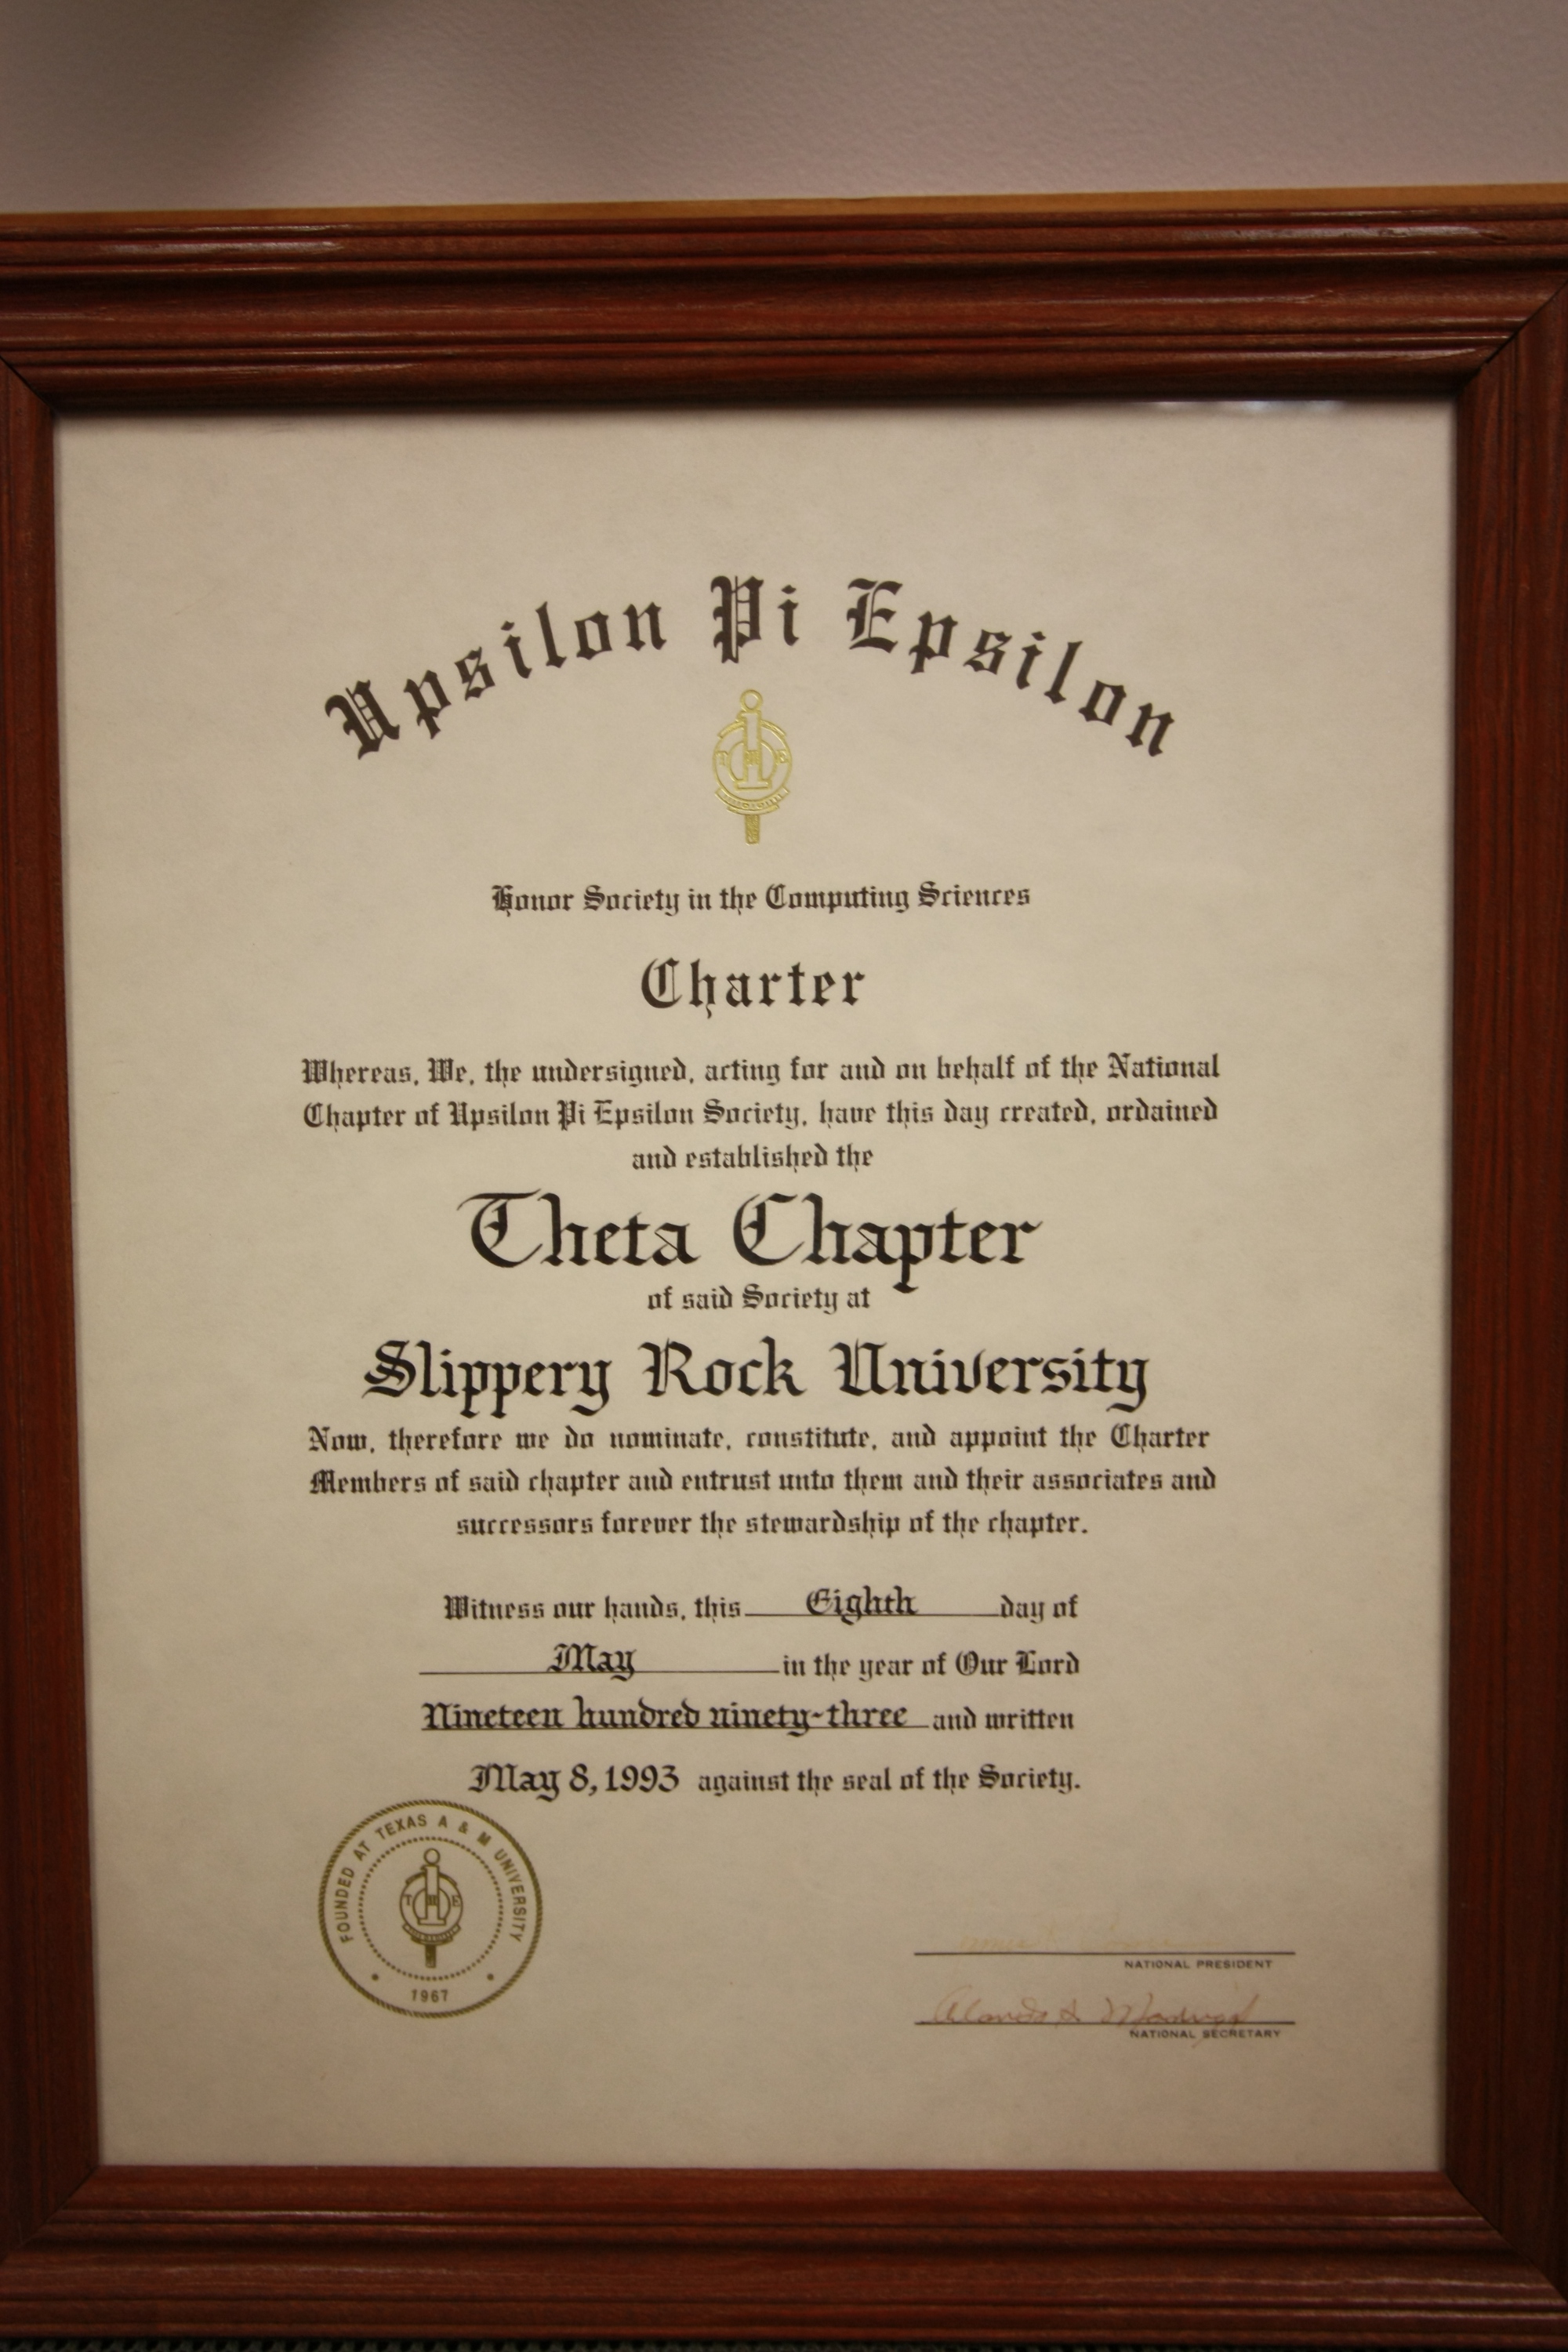 Upsilon Pi Epsilon
Honor Society in the Computing Sciences
Charter
Whereas, We, the undersigned, acting for and on behalf of the National
Chapter of Upsilon Pi Epsilon Society, have this day created, ordained
and established the
Theta Chapter
of said Society at
Slippery Rock University
Now, therefore we do nominate, constitute, and appoint the Charter
Members of said chapter and entrust unto them and their associates and
successors forever the stewardship of the chapter.
Witness our hands, this Eighth day of
May in the year of Our Lord
Nineteen hundred ninety-three and written
May 8, 1993 against the seal of the Society.
FOUNDED AT TEXAS A & M UNIVERSITY
1967
NATIONAL PRESIDENT
NATIONAL SECRETARY